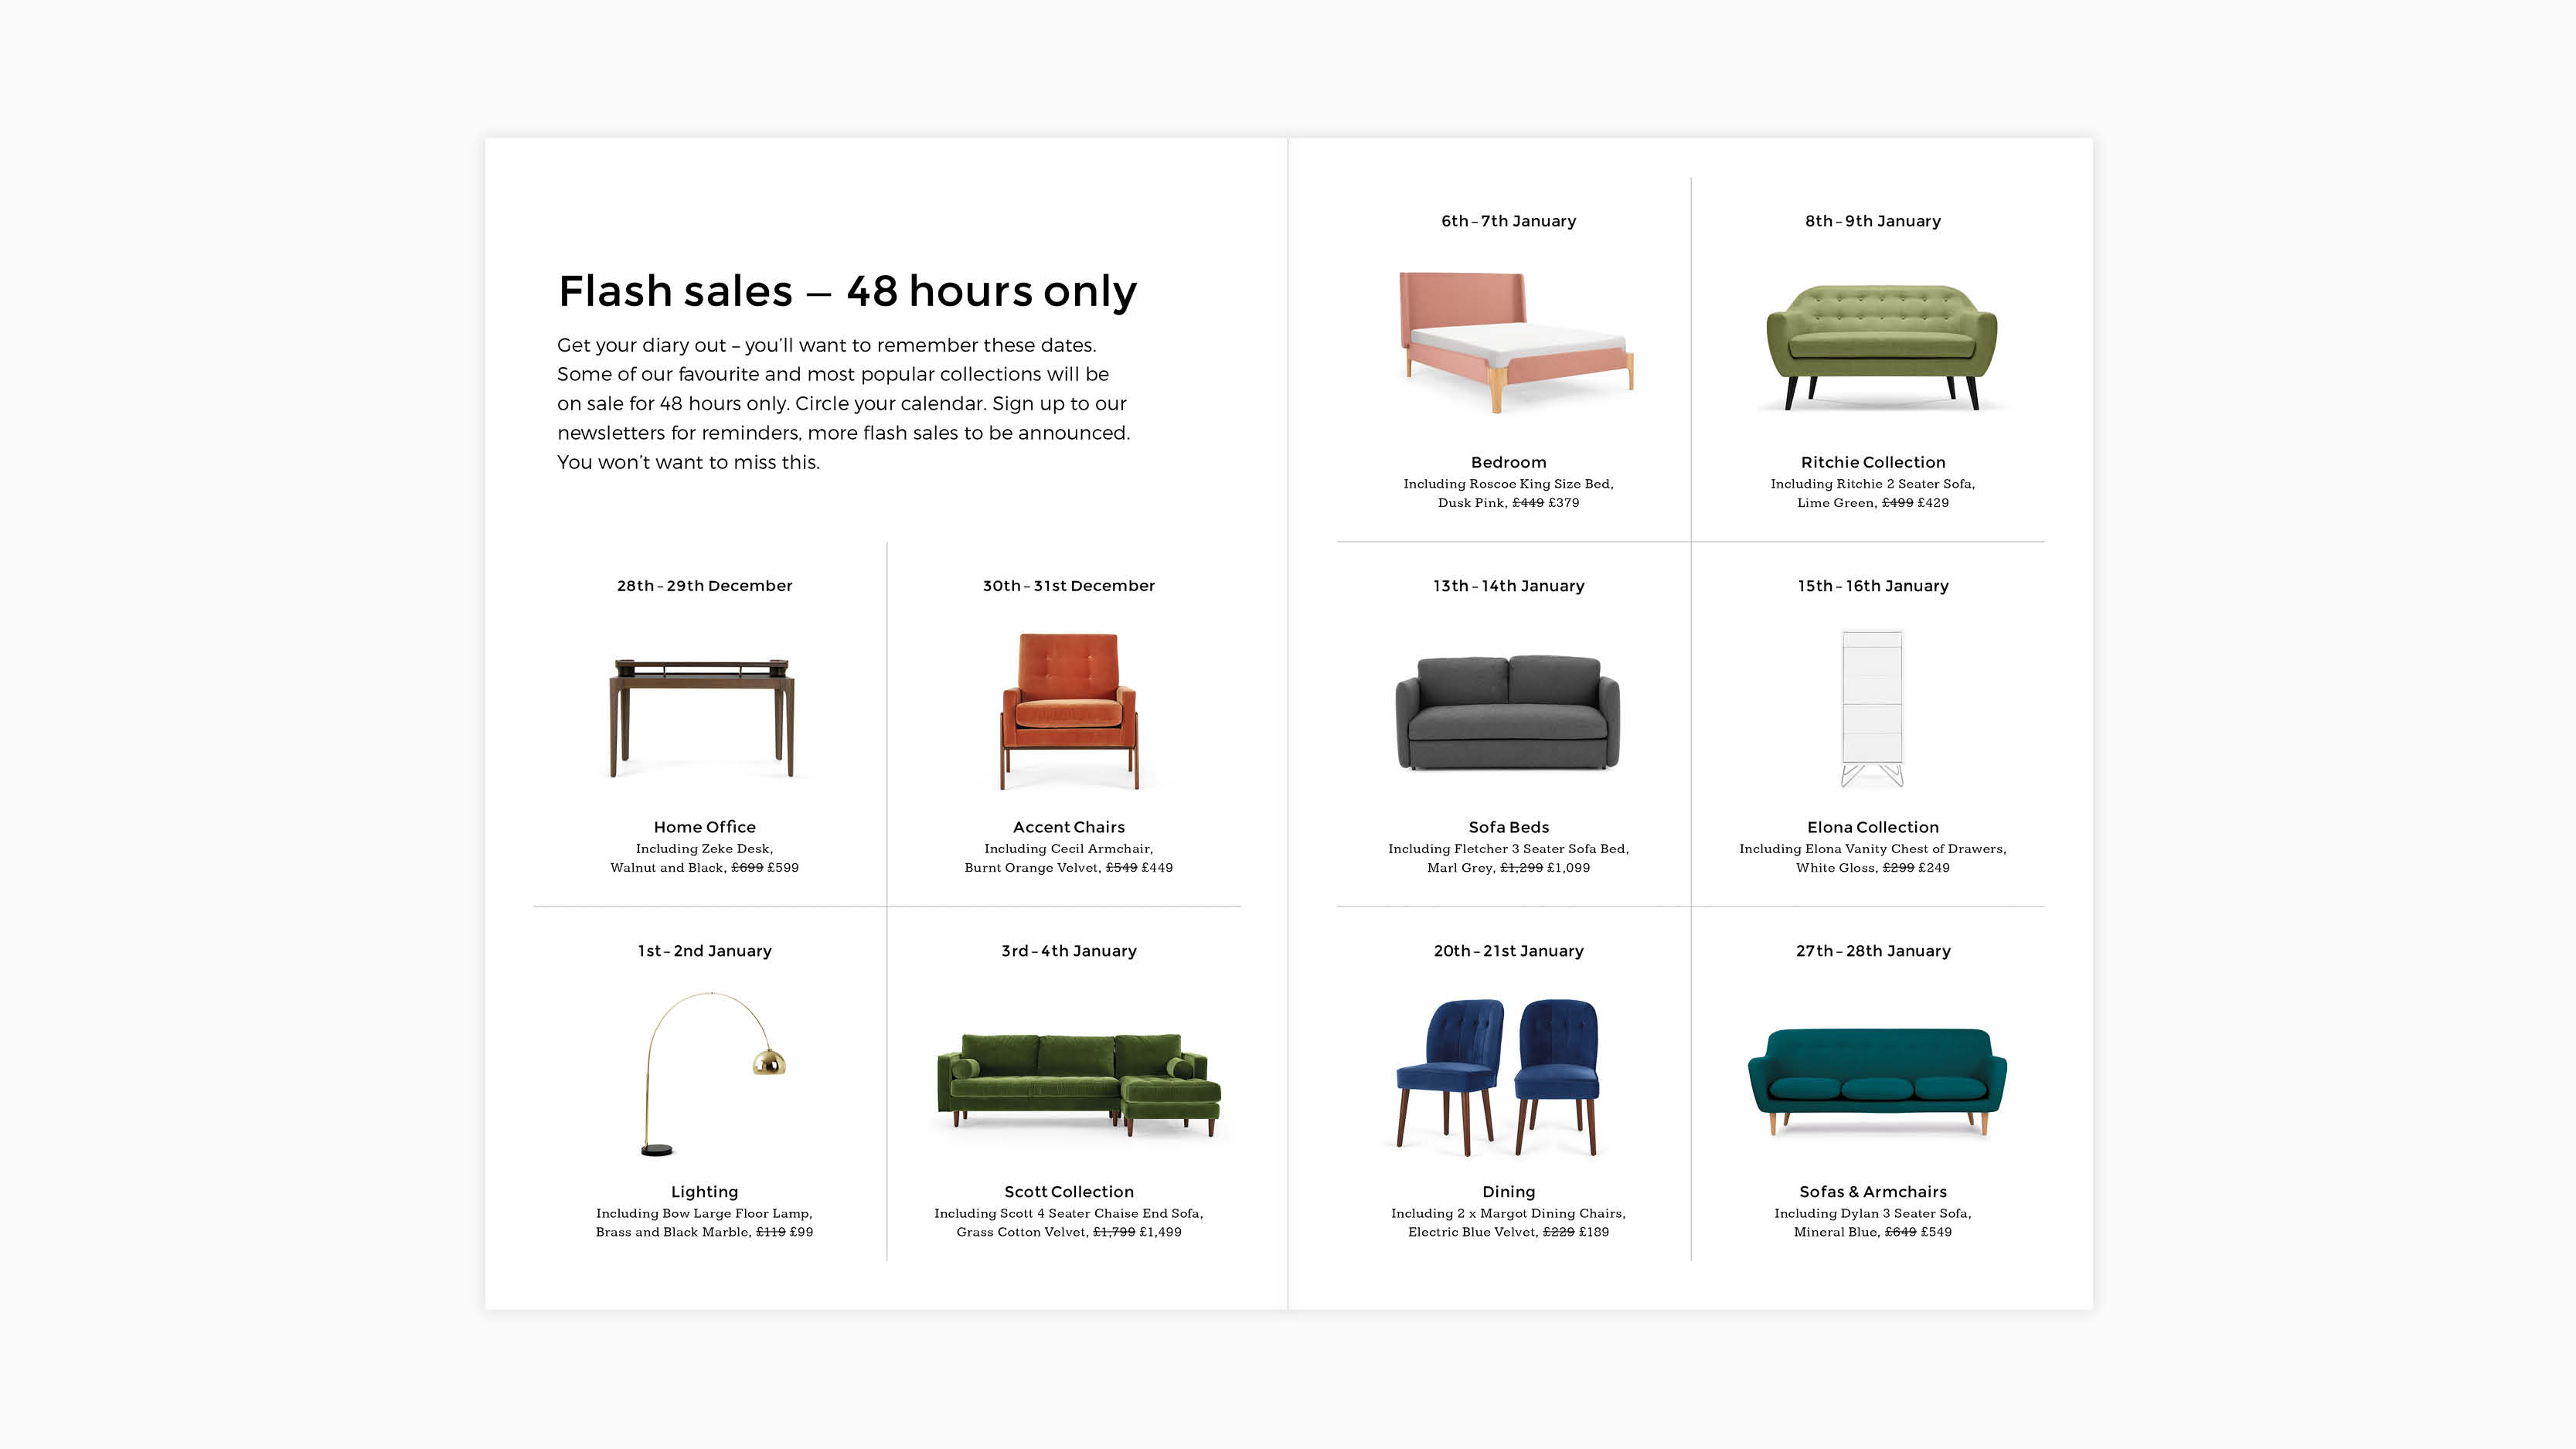 Flash sales – 48 hours only
Get your diary out – you’ll want to remember these dates.
Some of our favourite and most popular collections will be
on sale for 48 hours only. Circle your calendar. Sign up to our
newsletters for reminders, more flash sales to be announced.
You won’t want to miss this.
28th – 29th December
Home Office
Including Zeke Desk,
Walnut and Black, £699 £599
30th – 31st December
Accent Chairs
Including Cecil Armchair,
Burnt Orange Velvet, £549 £449
1st – 2nd January
Lighting
Including Bow Large Floor Lamp,
Brass and Black Marble, £119 £99
3rd – 4th January
Scott Collection
Including Scott 4 Seater Chaise End Sofa,
Grass Cotton Velvet, £1,799 £1,499
6th – 7th January
Bedroom
Including Roscoe King Size Bed,
Dusk Pink, £449 £379
8th – 9th January
Ritchie Collection
Including Ritchie 2 Seater Sofa,
Lime Green, £499 £429
13th – 14th January
Sofa Beds
Including Fletcher 3 Seater Sofa Bed,
Marl Grey, £1,299 £1,099
15th – 16th January
Elona Collection
Including Elona Vanity Chest of Drawers,
White Gloss, £299 £249
20th – 21st January
Dining
Including 2 x Margot Dining Chairs,
Electric Blue Velvet, £229 £189
27th – 28th January
Sofas & Armchairs
Including Dylan 3 Seater Sofa,
Mineral Blue, £649 £549